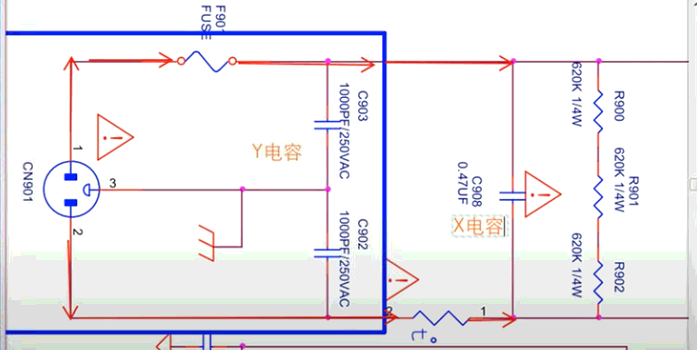 F901
FUSE
C903
1000PF/250VAC
Y电容
1
3
2
CN901
C902
1000PF/250VAC
C908
0.47UF
X电容
R900
620K 1/4W
R901
620K 1/4W
R902
620K 1/4W
2
1
t°